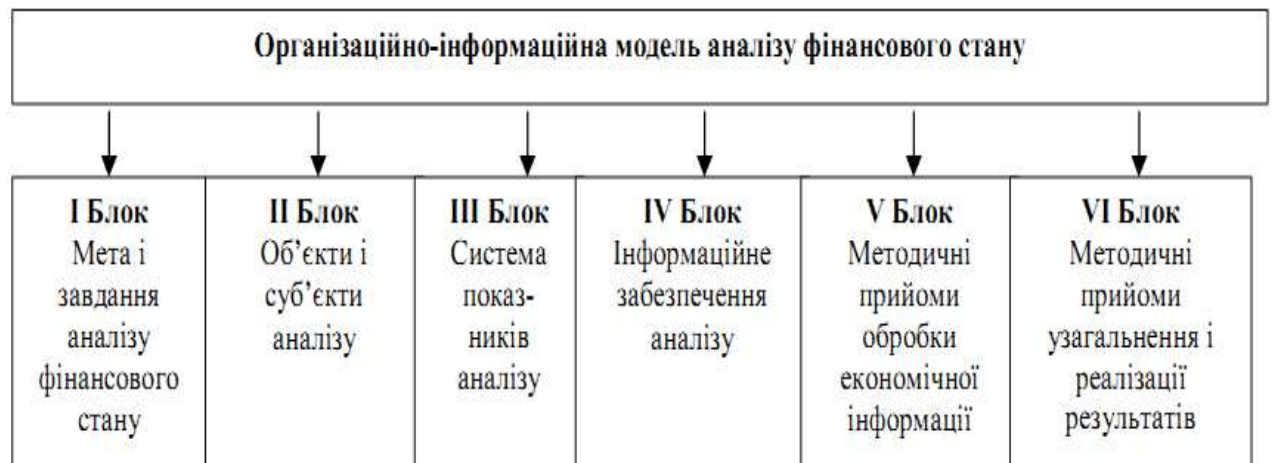 Організаційно-інформаційна модель аналізу фінансового стану
І Блок
Мета і
завдання
аналізу
фінансового
стану
ІІ Блок
Об’єкти і
суб’єкти
аналізу
ІІІ Блок
Система
показ-
ників
аналізу
IV Блок
Інформаційне
забезпечення
аналізу
V Блок
Методичні
прийоми
обробки
економічної
інформації
VI Блок
Методичні
прийоми
узагальнення і
реалізації
результатів